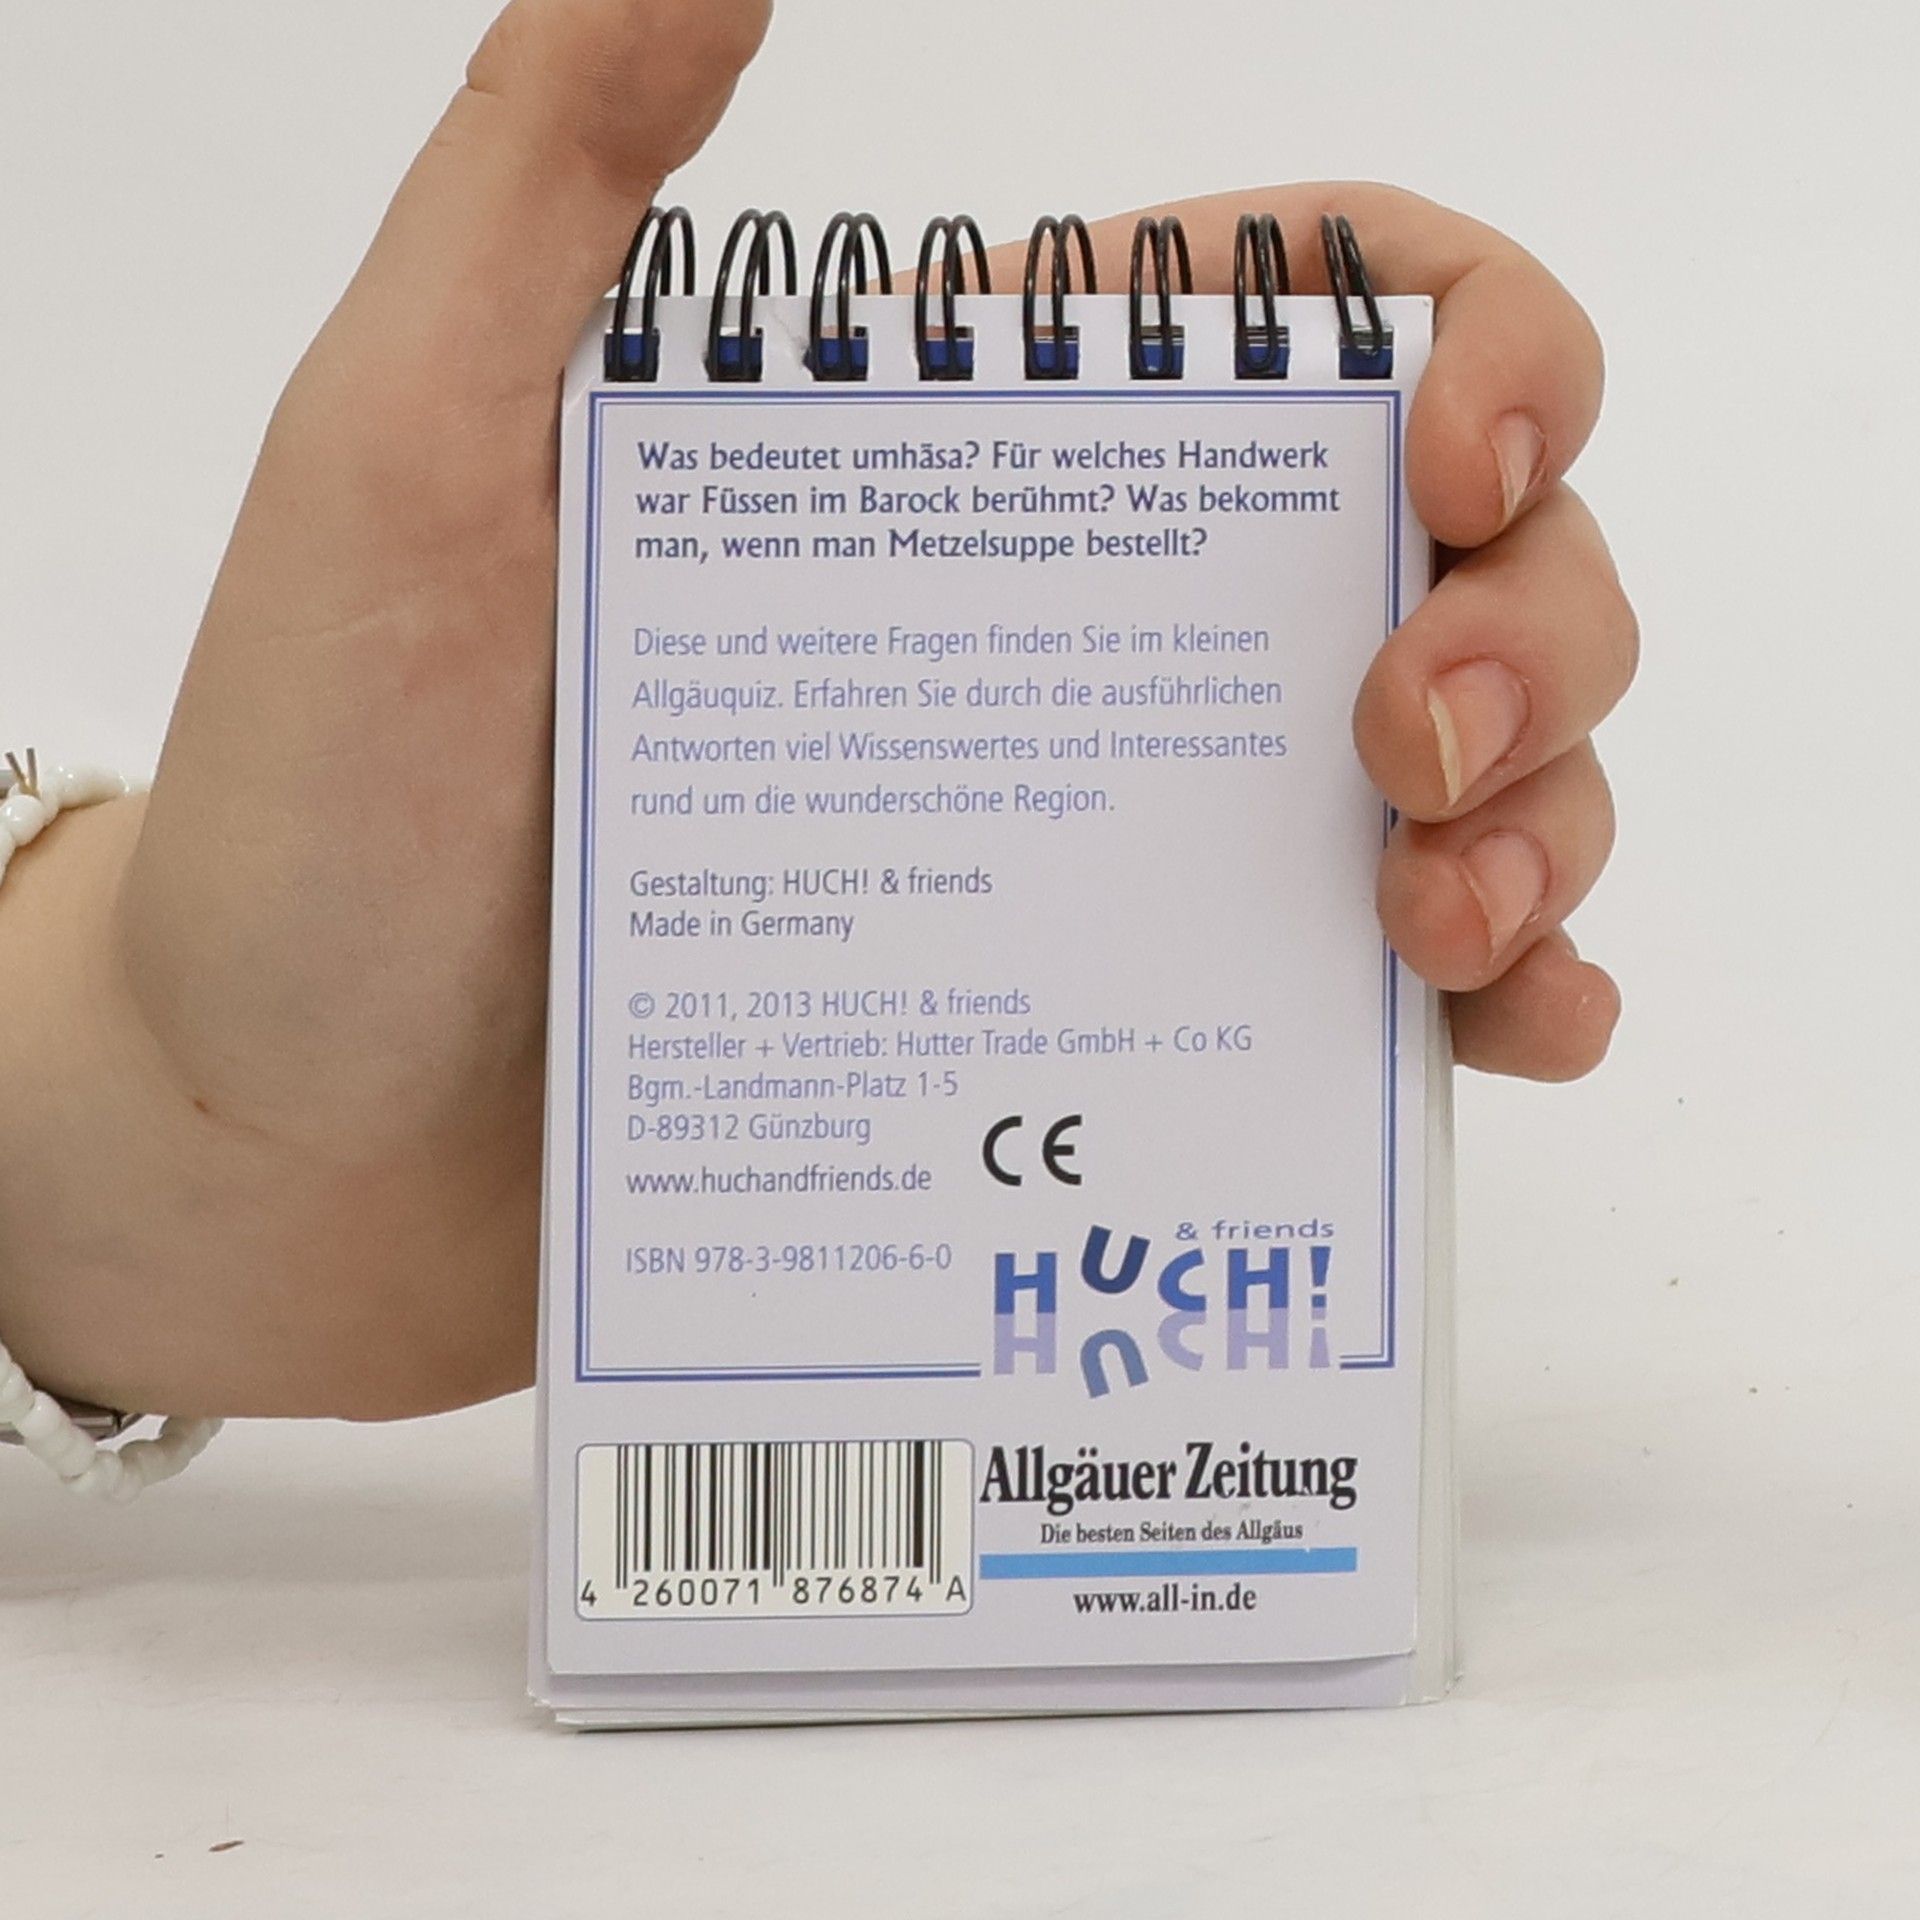 Was bedeutet umhäsa? Für welches Handwerk
war Füssen im Barock berühmt? Was bekommt
man, wenn man Metzelsuppe bestellt?
Diese und weitere Fragen finden Sie im kleinen
Allgäuquiz. Erfahren Sie durch die ausführlichen
Antworten viel Wissenswertes und Interessantes
rund um die wunderschöne Region.
Gestaltung: HUCH! & friends
Made in Germany
© 2011, 2013 HUCH! & friends
Hersteller + Vertrieb: Hutter Trade GmbH + Co KG
Bgm.-Landmann-Platz 1-5
D-89312 Günzburg
www.huchandfriends.de
CE
ISBN 978-3-9811206-6-0
& friends
HUCH!
Allgäuer Zeitung
Die besten Seiten des Allgäus
www.all-in.de
4 260071 876874 A